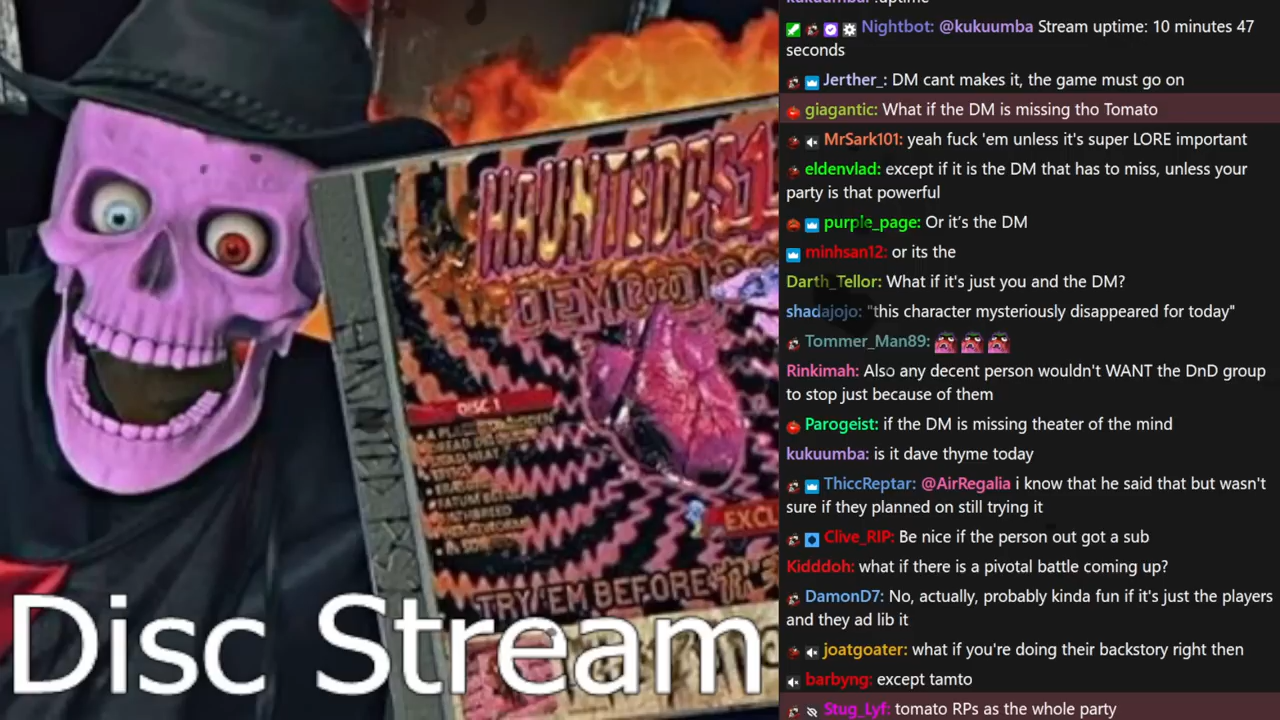 Nightbot: @kukuumba Stream uptime: 10 minutes 47
seconds
Jerther_: DM cant makes it, the game must go on
giagantic: What if the DM is missing tho Tomato
MrSark101: yeah fuck 'em unless it's super LORE important
eldenvlad: except if it is the DM that has to miss, unless your
party is that powerful
purple_page: Or it's the DM
minhsan12: or its the
Darth_Tellor: What if it's just you and the DM?
shadajojo: "this character mysteriously disappeared for today"
Tommer_Man89:
Rinkimah: Also any decent person wouldn't WANT the DnD group
to stop just because of them
Parogeist: if the DM is missing theater of the mind
kukuumba: is it dave thyme today
ThiccReptar: @AirRegalia i know that he said that but wasn't
sure if they planned on still trying it
Clive_RIP: Be nice if the person out got a sub
Kidddoh: what if there is a pivotal battle coming up?
DamonD7: No, actually, probably kinda fun if it's just the players
and they ad lib it
joatgoater: what if you're doing their backstory right then
barbyng: except tamto
Stug_Lyf: tomato RPs as the whole party
HAUNTED PS1
DEMO DISC
2020
DISC 1
EXCL
TRY 'EM BEFORE
Disc Stream